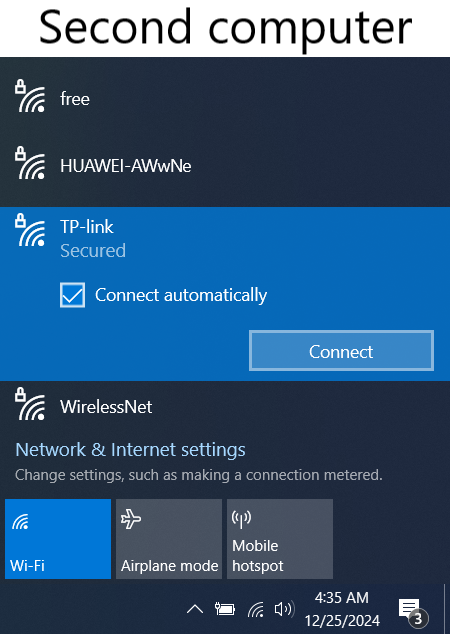 Second computer
free
HUAWEI-AWwNe
TP-link
Secured
Connect automatically
Connect
WirelessNet
Network & Internet settings
Change settings, such as making a connection metered.
Wi-Fi
Airplane mode
Mobile
hotspot
4:35 AM
12/25/2024
3